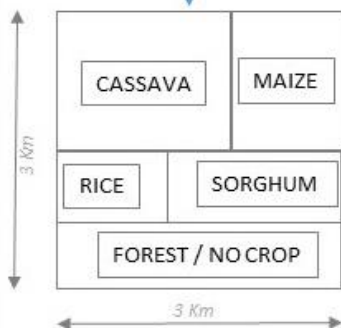 CASSAVA
MAIZE
3 Km
RICE
SORGHUM
FOREST / NO CROP
3 Km